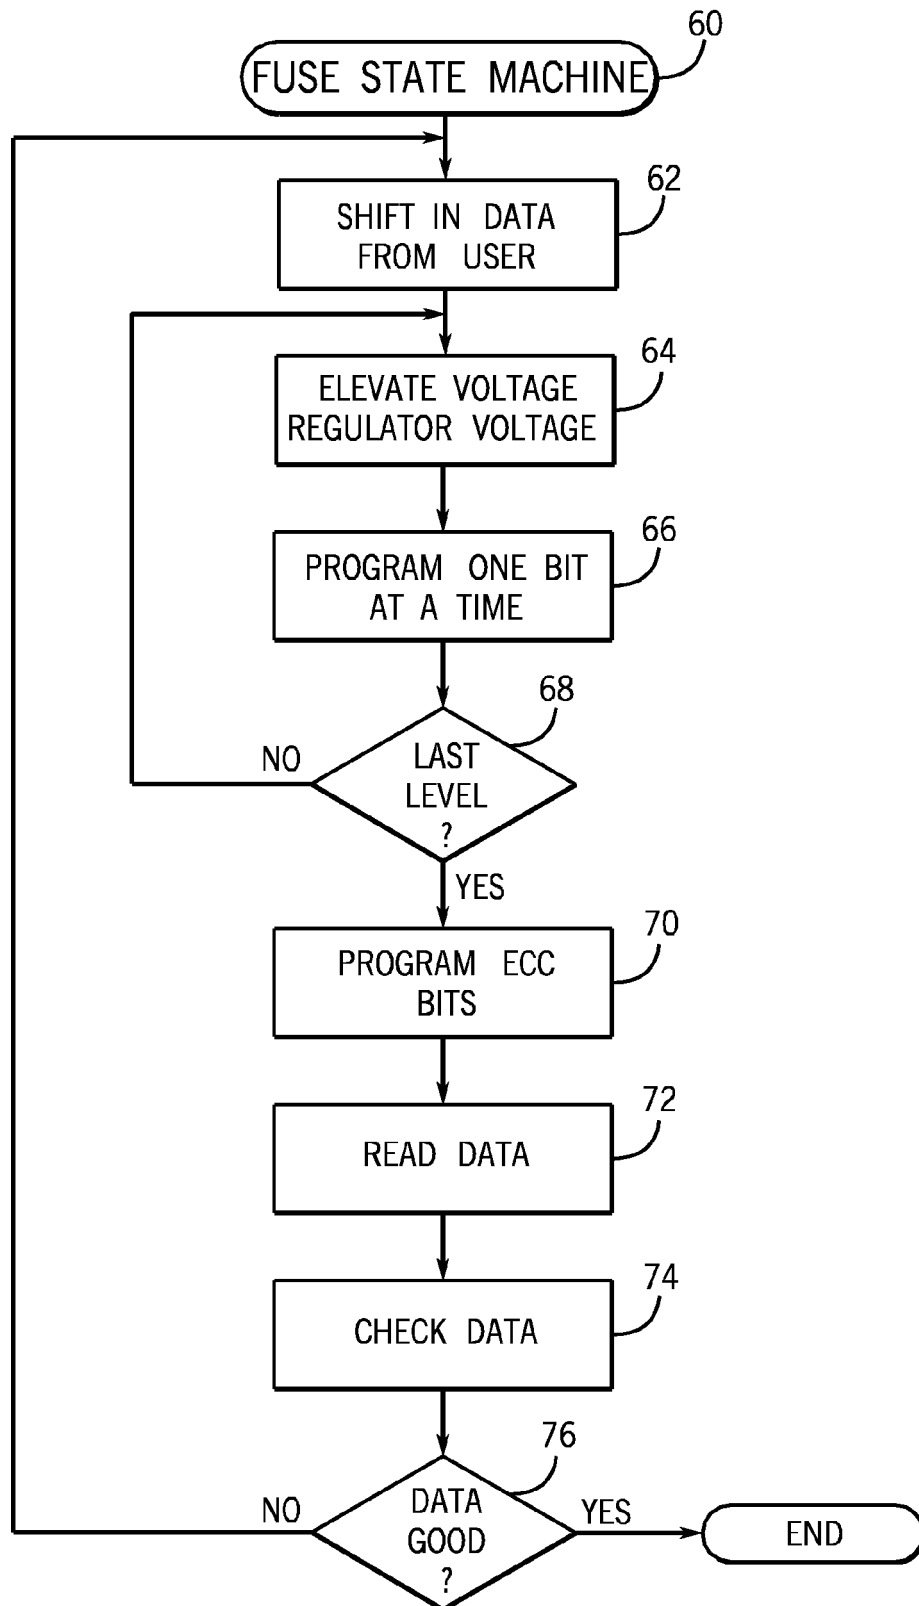 60
FUSE STATE MACHINE
62
SHIFT IN DATA
FROM USER
64
ELEVATE VOLTAGE
REGULATOR VOLTAGE
66
PROGRAM ONE BIT
AT A TIME
68
NO
LAST
LEVEL
?
YES
70
PROGRAM ECC
BITS
72
READ DATA
74
CHECK DATA
76
NO
DATA
GOOD
?
YES
END